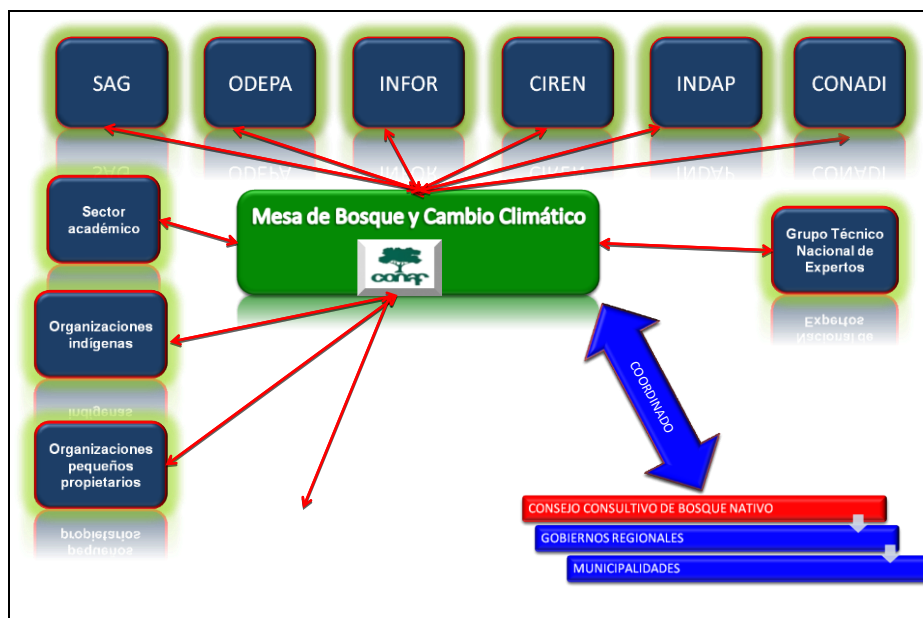 SAG
ODEPA
INFOR
CIREN
INDAP
CONADI
Mesa de Bosque y Cambio Climático
conaf
Sector
académico
Grupo Técnico
Nacional de
Expertos
Organizaciones
indígenas
Organizaciones
pequeños
propietarios
COORDINADO
CONSEJO CONSULTIVO DE BOSQUE NATIVO
GOBIERNOS REGIONALES
MUNICIPALIDADES